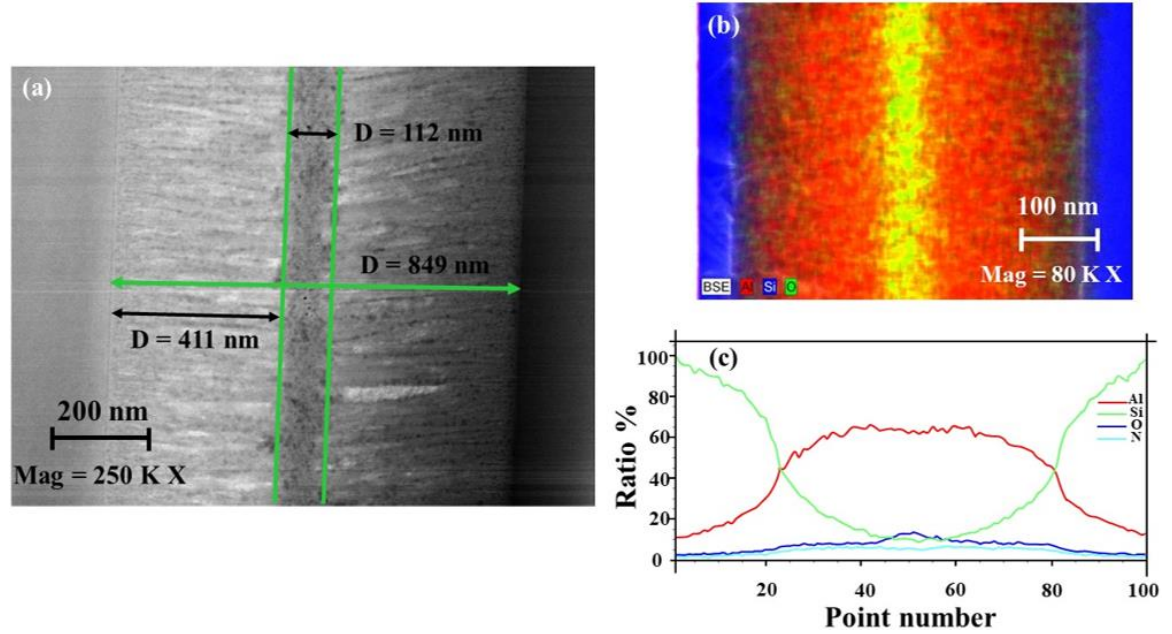 (a)
D = 112 nm
D = 849 nm
D = 411 nm
200 nm
Mag = 250 K X
(b)
100 nm
Mag = 80 K X
BSE Al Si O
(c)
Ratio %
100
80
60
40
20
0
Al
Si
O
N
20 40 60 80 100
Point number